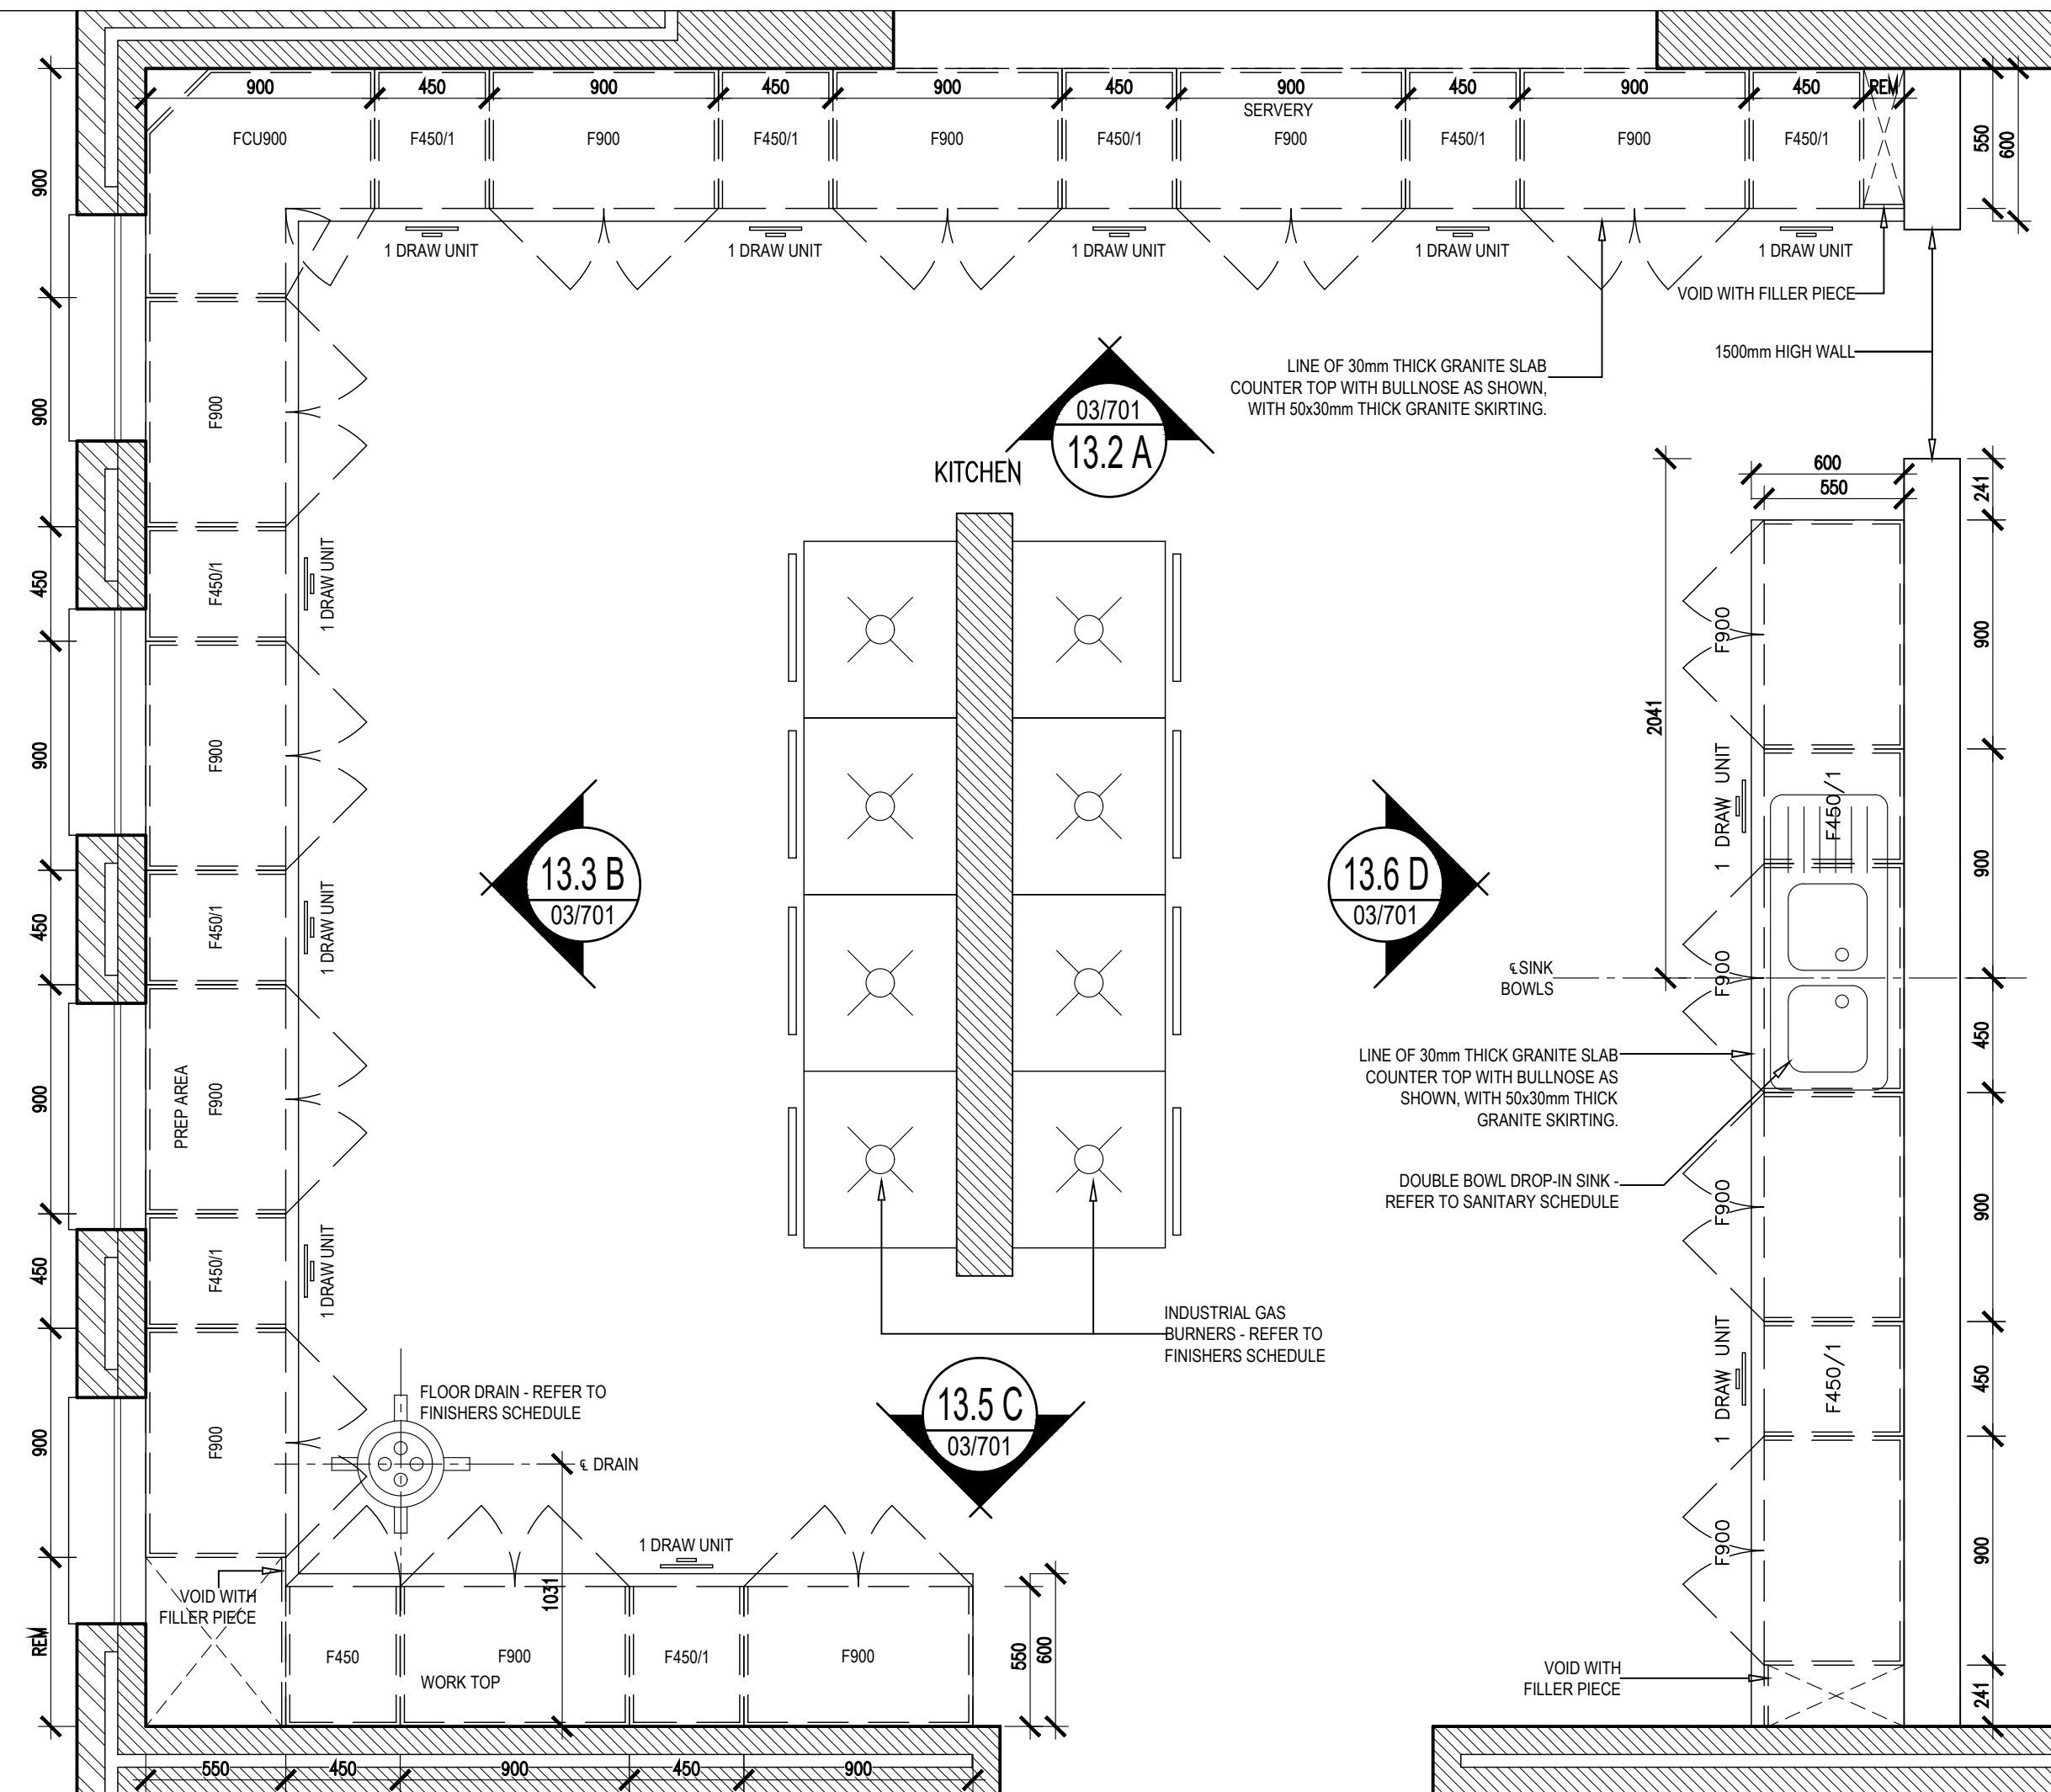 900 450 900 450 900 450 900 450 900 450 REM
SERVERY
FCU900 F450/1 F900 F450/1 F900 F450/1 F900 F450/1 F900 F450/1
550
600
1 DRAW UNIT 1 DRAW UNIT 1 DRAW UNIT 1 DRAW UNIT 1 DRAW UNIT
VOID WITH FILLER PIECE
1500mm HIGH WALL
LINE OF 30mm THICK GRANITE SLAB
COUNTER TOP WITH BULLNOSE AS SHOWN,
WITH 50x30mm THICK GRANITE SKIRTING.
03/701
13.2 A
KITCHEN
900
900
450
900
450
900
450
900
REM
F900
F450/1
1 DRAW UNIT
F900
F450/1
1 DRAW UNIT
PREP AREA
F900
F450/1
1 DRAW UNIT
F900
13.3 B
03/701
13.6 D
03/701
600
550
241
900
900
450
900
450
900
241
2041
F900
1 DRAW UNIT
F450/1
F900
℄ SINK
BOWLS
LINE OF 30mm THICK GRANITE SLAB
COUNTER TOP WITH BULLNOSE AS
SHOWN, WITH 50x30mm THICK
GRANITE SKIRTING.
DOUBLE BOWL DROP-IN SINK -
REFER TO SANITARY SCHEDULE
F900
1 DRAW UNIT
F450/1
F900
INDUSTRIAL GAS
BURNERS - REFER TO
FINISHERS SCHEDULE
FLOOR DRAIN - REFER TO
FINISHERS SCHEDULE
℄ DRAIN
13.5 C
03/701
1 DRAW UNIT
1031
VOID WITH
FILLER PIECE
F450 F900 F450/1 F900
WORK TOP
550
600
VOID WITH
FILLER PIECE
550 450 900 450 900